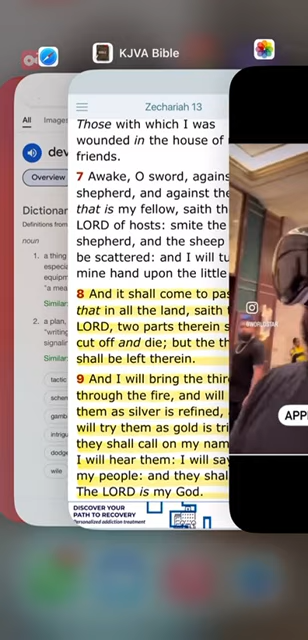 KJVA Bible
All Images
dev
Overview
Dictionar
Definitions from
noun
1. a thing
especia
equipm
"a mea
Similar:
2. a plan,
"writing
signalin
Similar:
tactic
schem
gamb
intrigu
dodge
wile
Zechariah 13
Those with which I was
wounded in the house of
friends.
7 Awake, O sword, agains
shepherd, and against the
that is my fellow, saith th
LORD of hosts: smite the
shepherd, and the sheep
be scattered: and I will tu
mine hand upon the little
8 And it shall come to pas
that in all the land, saith t
LORD, two parts therein s
cut off and die; but the th
shall be left therein.
9 And I will bring the thir
through the fire, and will
them as silver is refined,
will try them as gold is tri
they shall call on my nam
I will hear them: I will say
my people: and they shal
The LORD is my God.
DISCOVER YOUR
PATH TO RECOVERY
Personalized addiction treatment
@WORLDSTAR
APP